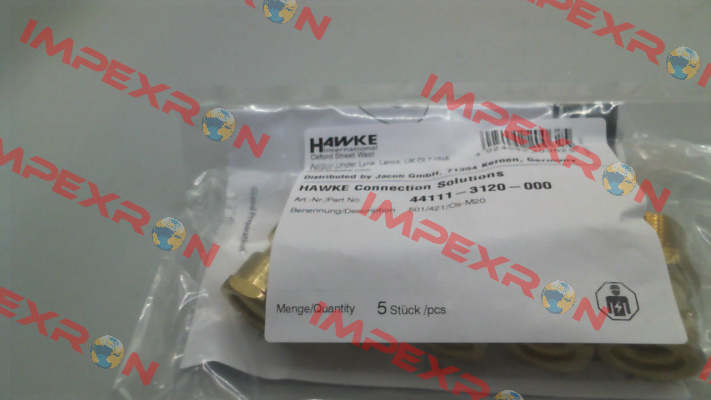 HAWKE
International
Oxford Street West
Distributed by Jacob GmbH, 71394 Kernen, Germany
HAWKE Connection Solutions
Art.-Nr./Part No. 44111-3120-000
Benennung/Description 501/421/Os-M20
Menge/Quantity 5 Stück/pcs
IMPEXRON
IMPEXRON
IMPEXRON
IMPEXRON
IMPEXRON
IMPEXRON